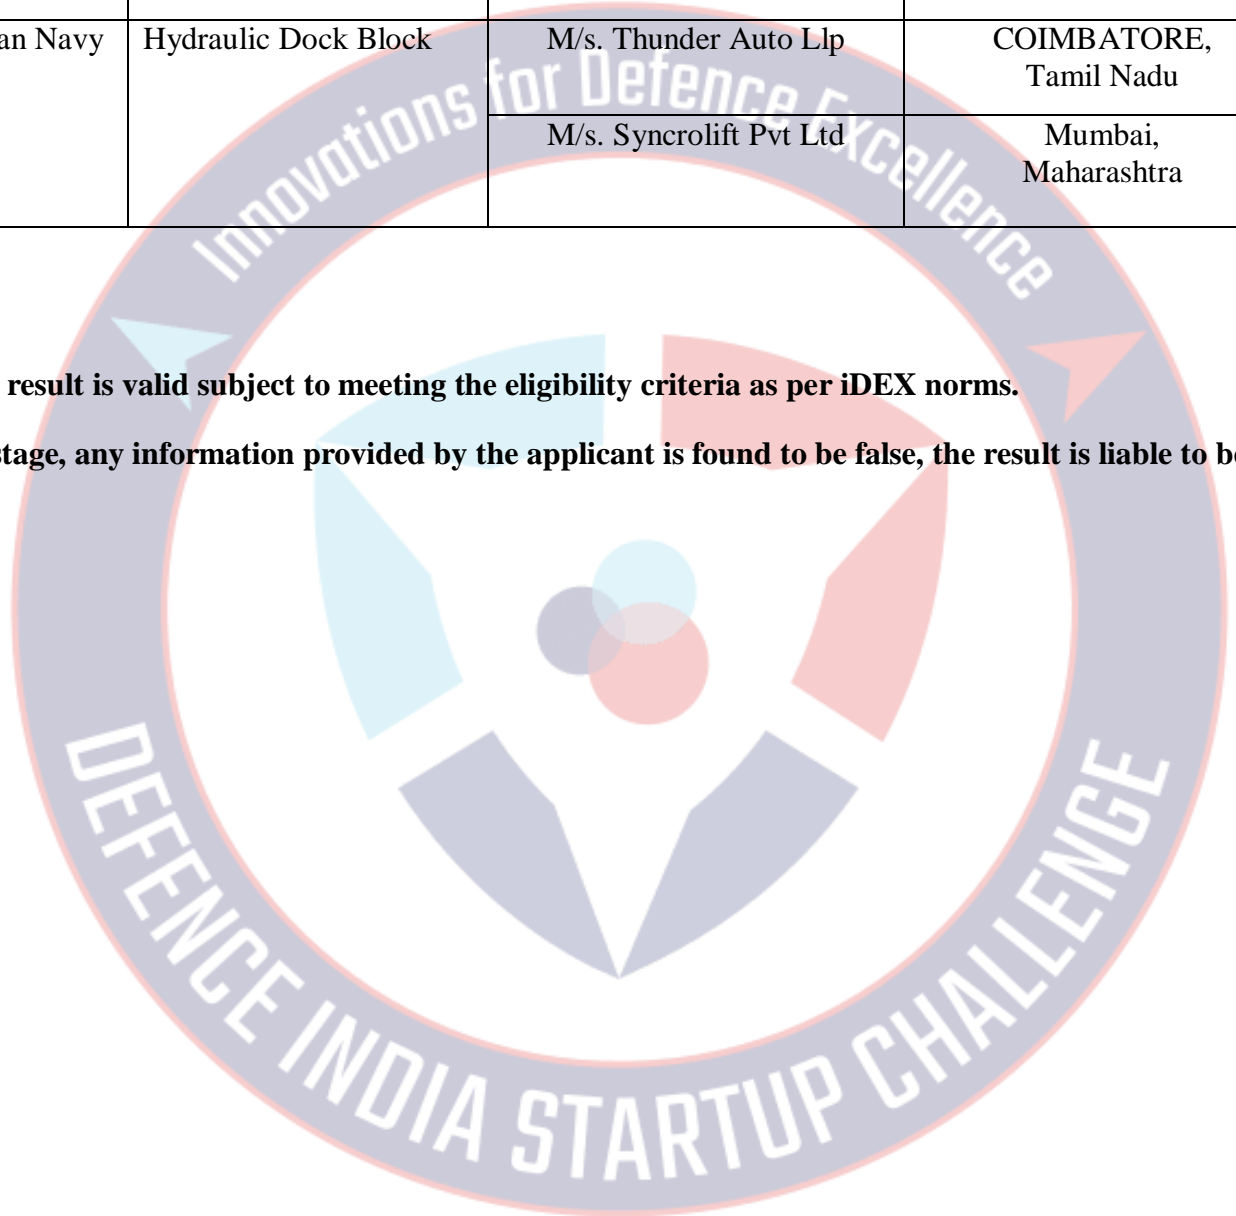 an Navy
Hydraulic Dock Block
M/s. Thunder Auto Llp
COIMBATORE,
Tamil Nadu
M/s. Syncrolift Pvt Ltd
Mumbai,
Maharashtra
result is valid subject to meeting the eligibility criteria as per iDEX norms.
stage, any information provided by the applicant is found to be false, the result is liable to be
Innovations for Defence Excellence
DEFENCE INDIA STARTUP CHALLENGE